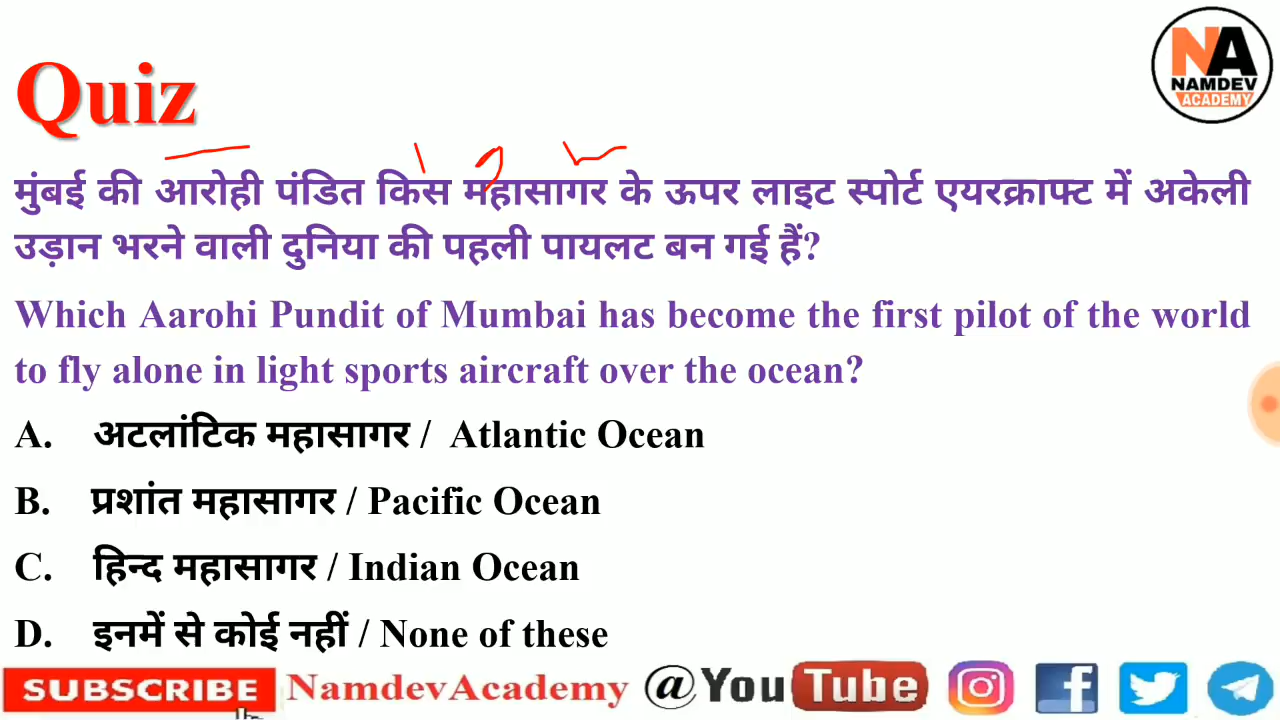 NA
NAMDEV
ACADEMY
Quiz
मुंबई की आरोही पंडित किस महासागर के ऊपर लाइट स्पोर्ट एयरक्राफ्ट में अकेली
उड़ान भरने वाली दुनिया की पहली पायलट बन गई हैं?
Which Aarohi Pundit of Mumbai has become the first pilot of the world
to fly alone in light sports aircraft over the ocean?
A. अटलांटिक महासागर / Atlantic Ocean
B. प्रशांत महासागर / Pacific Ocean
C. हिन्द महासागर / Indian Ocean
D. इनमें से कोई नहीं / None of these
SUBSCRIBE NamdevAcademy @YouTube